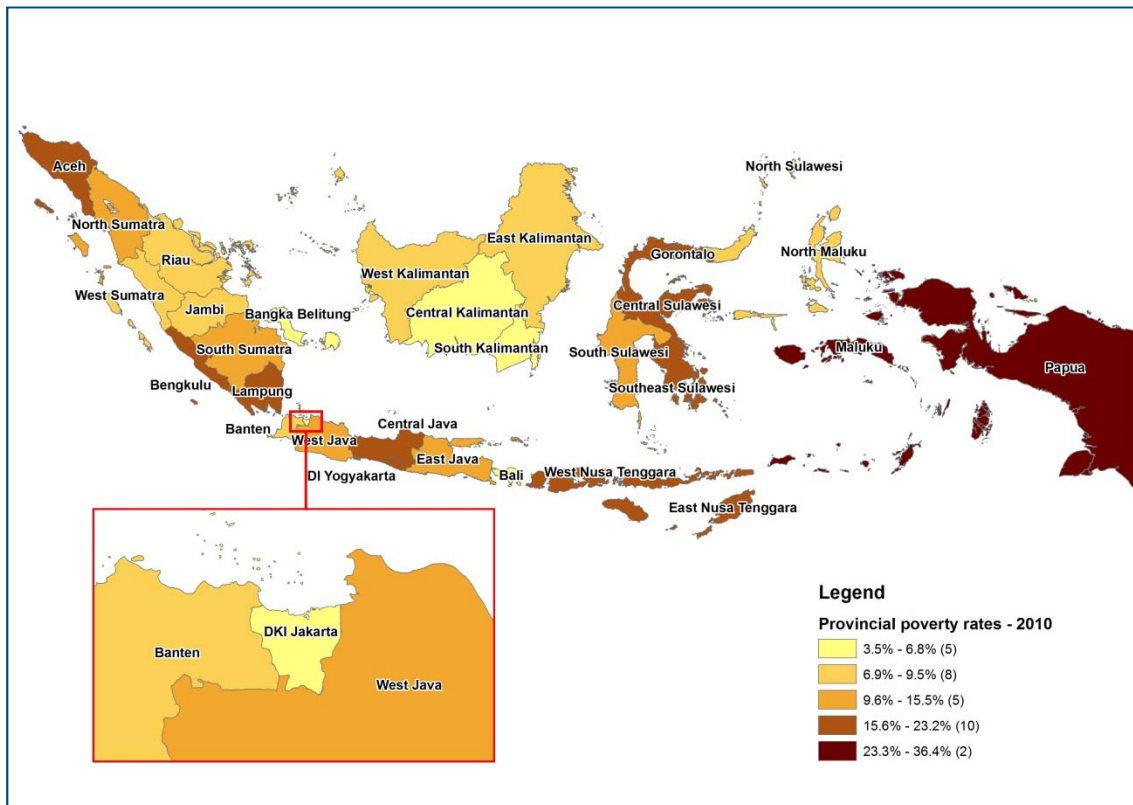 Aceh
North Sumatra
Riau
West Sumatra
Jambi
Bangka Belitung
South Sumatra
Bengkulu
Lampung
Banten
West Java
Central Java
DI Yogyakarta
East Java
Bali
West Nusa Tenggara
East Nusa Tenggara
West Kalimantan
East Kalimantan
Central Kalimantan
South Kalimantan
North Sulawesi
Gorontalo
Central Sulawesi
South Sulawesi
Southeast Sulawesi
North Maluku
Maluku
Papua
Banten
DKI Jakarta
West Java
Legend
Provincial poverty rates - 2010
3.5% - 6.8% (5)
6.9% - 9.5% (8)
9.6% - 15.5% (5)
15.6% - 23.2% (10)
23.3% - 36.4% (2)